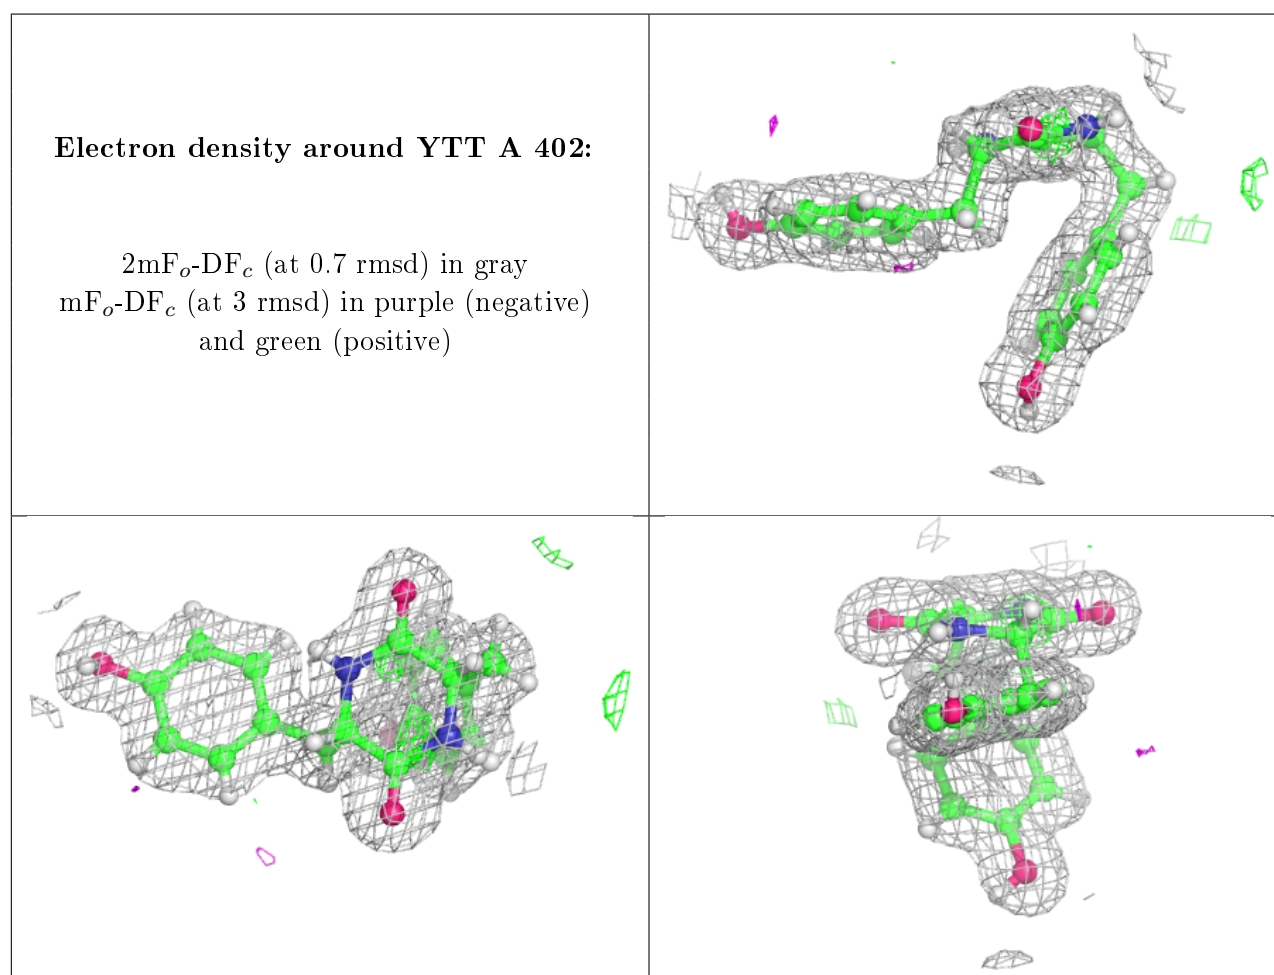 Electron density around YTT A 402:
2mFo-DFc (at 0.7 rmsd) in gray
mFo-DFc (at 3 rmsd) in purple (negative)
and green (positive)